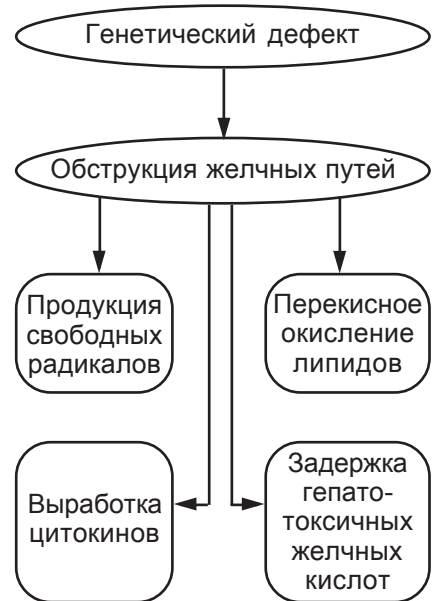 Генетический дефект
Обструкция желчных путей
Продукция
свободных
радикалов
Перекисное
окисление
липидов
Выработка
цитокинов
Задержка
гепато-
токсичных
желчных
кислот